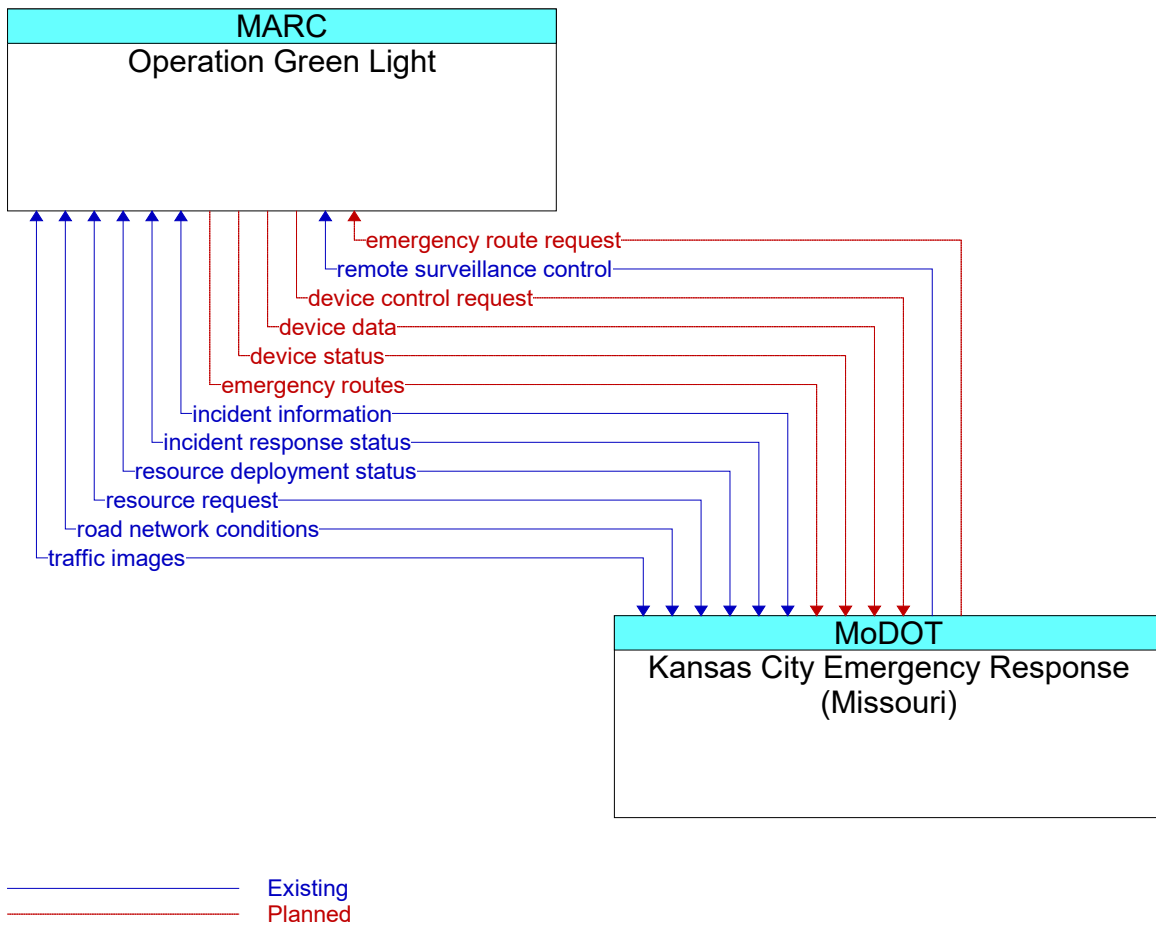 MARC
Operation Green Light
emergency route request
remote surveillance control
device control request
device data
device status
emergency routes
incident information
incident response status
resource deployment status
resource request
road network conditions
traffic images
MoDOT
Kansas City Emergency Response
(Missouri)
Existing
Planned